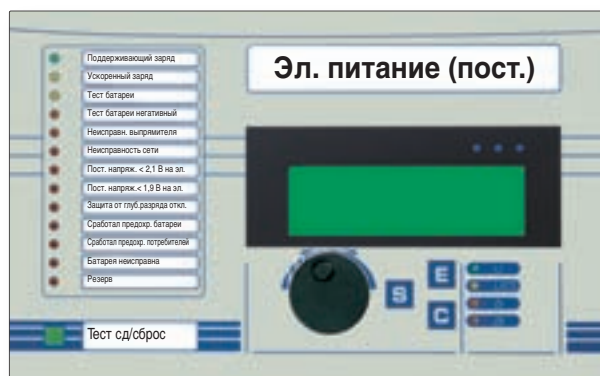 Поддерживающий заряд
Ускоренный заряд
Тест батареи
Тест батареи негативный
Неисправн. выпрямителя
Неисправность сети
Пост. напряж. < 2,1 В на эл.
Пост. напряж.< 1,9 В на эл.
Защита от глуб.разряда откл.
Сработал предохр. батареи
Сработал предохр. потребителей
Батарея неисправна
Резерв
Тест сд/сброс
Эл. питание (пост.)
S
E
C